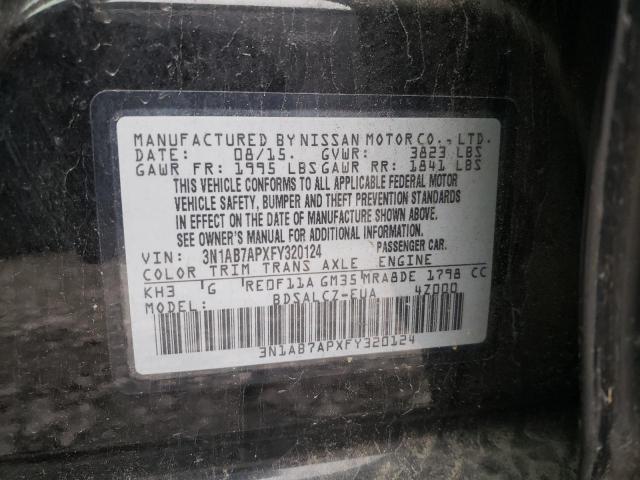 MANUFACTURED BY NISSAN MOTOR CO., LTD.
DATE: 08/15. GVWR: 3823 LBS
GAWR FR: 1995 LBS GAWR RR: 1841 LBS
THIS VEHICLE CONFORMS TO ALL APPLICABLE FEDERAL MOTOR
VEHICLE SAFETY, BUMPER AND THEFT PREVENTION STANDARDS
IN EFFECT ON THE DATE OF MANUFACTURE SHOWN ABOVE.
SEE OWNER'S MANUAL FOR ADDITIONAL INFORMATION.
VIN: 3N1AB7APXFY320124 PASSENGER CAR.
COLOR TRIM TRANS AXLE ENGINE
KH3 G RE0F11A GM35 MRA8DE 1798 CC
MODEL: BDSALCZ-EUA 4Z000
3N1AB7APXFY320124